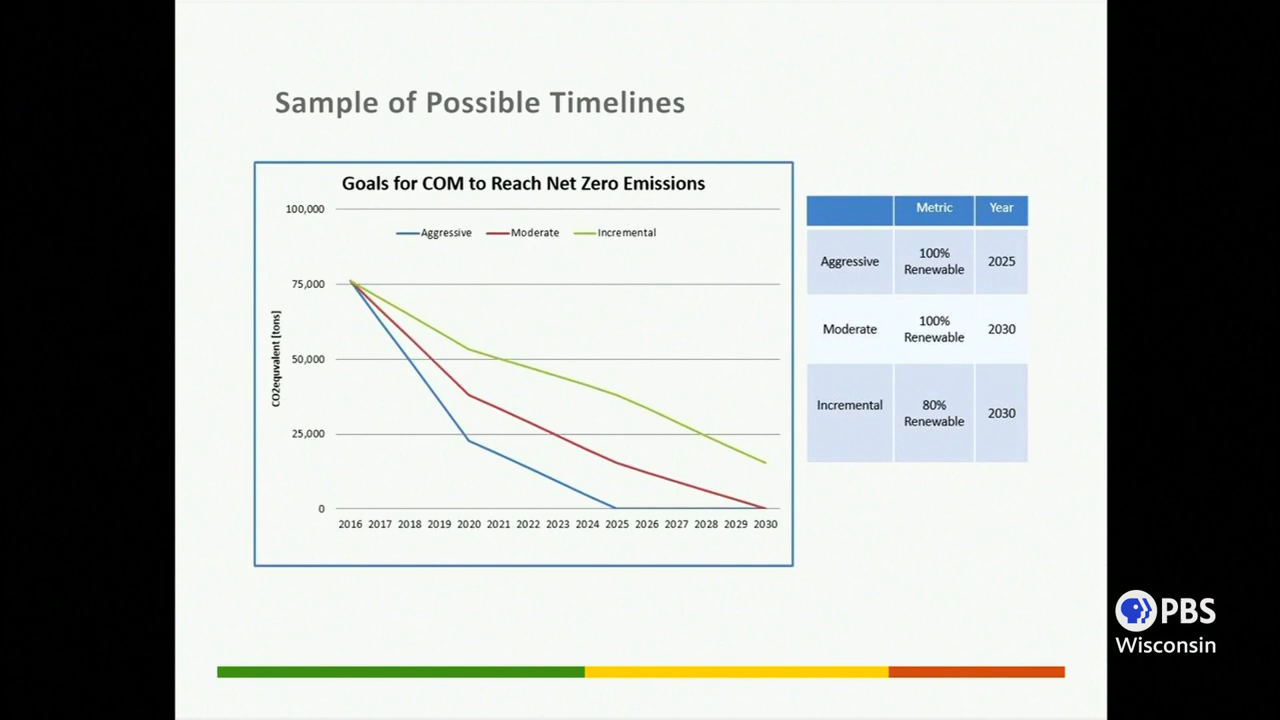 Sample of Possible Timelines
Goals for COM to Reach Net Zero Emissions
100,000
Aggressive Moderate Incremental
75,000
50,000
25,000
0
CO2equvalent [tons]
2016 2017 2018 2019 2020 2021 2022 2023 2024 2025 2026 2027 2028 2029 2030
Metric Year
Aggressive 100% Renewable 2025
Moderate 100% Renewable 2030
Incremental 80% Renewable 2030
PBS
Wisconsin